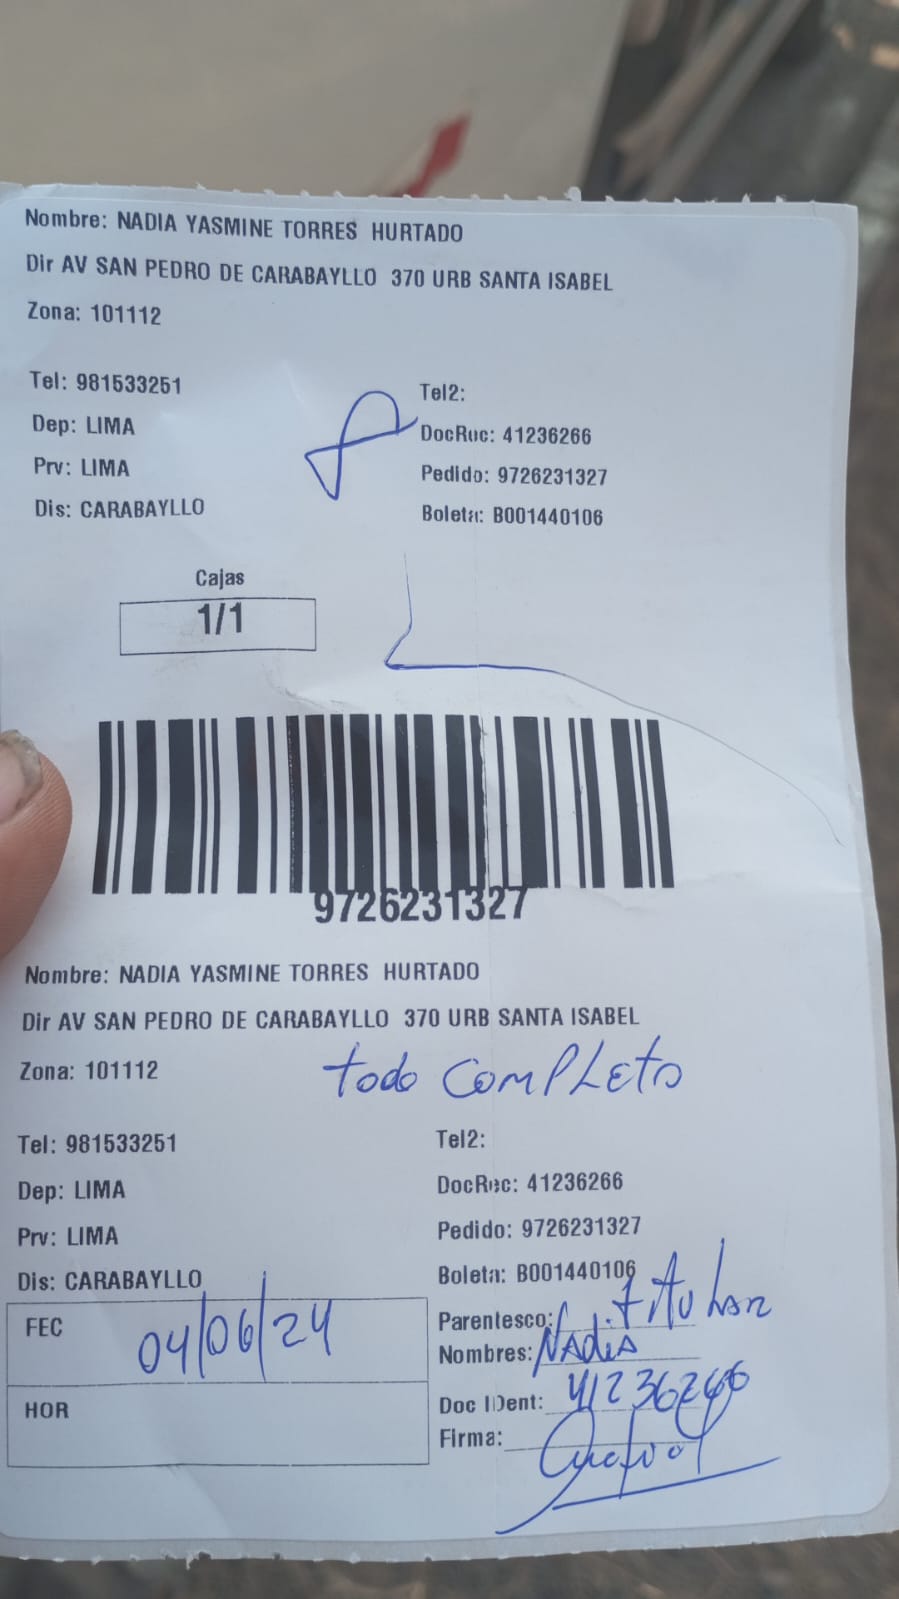 Nombre: NADIA YASMINE TORRES HURTADO
Dir AV SAN PEDRO DE CARABAYLLO 370 URB SANTA ISABEL
Zona: 101112
Tel: 981533251
Tel2:
Dep: LIMA
DocRuc: 41236266
Prv: LIMA
Pedido: 9726231327
Dis: CARABAYLLO
Boleta: B001440106
Cajas
1/1
9726231327
Nombre: NADIA YASMINE TORRES HURTADO
Dir AV SAN PEDRO DE CARABAYLLO 370 URB SANTA ISABEL
Zona: 101112
todo completo
Tel: 981533251
Tel2:
Dep: LIMA
DocRec: 41236266
Prv: LIMA
Pedido: 9726231327
Dis: CARABAYLLO
Boleta: B001440106
FEC 04/06/24
Parentesco: titular
Nombres: NADIA
HOR
Doc IDent: 41236266
Firma: